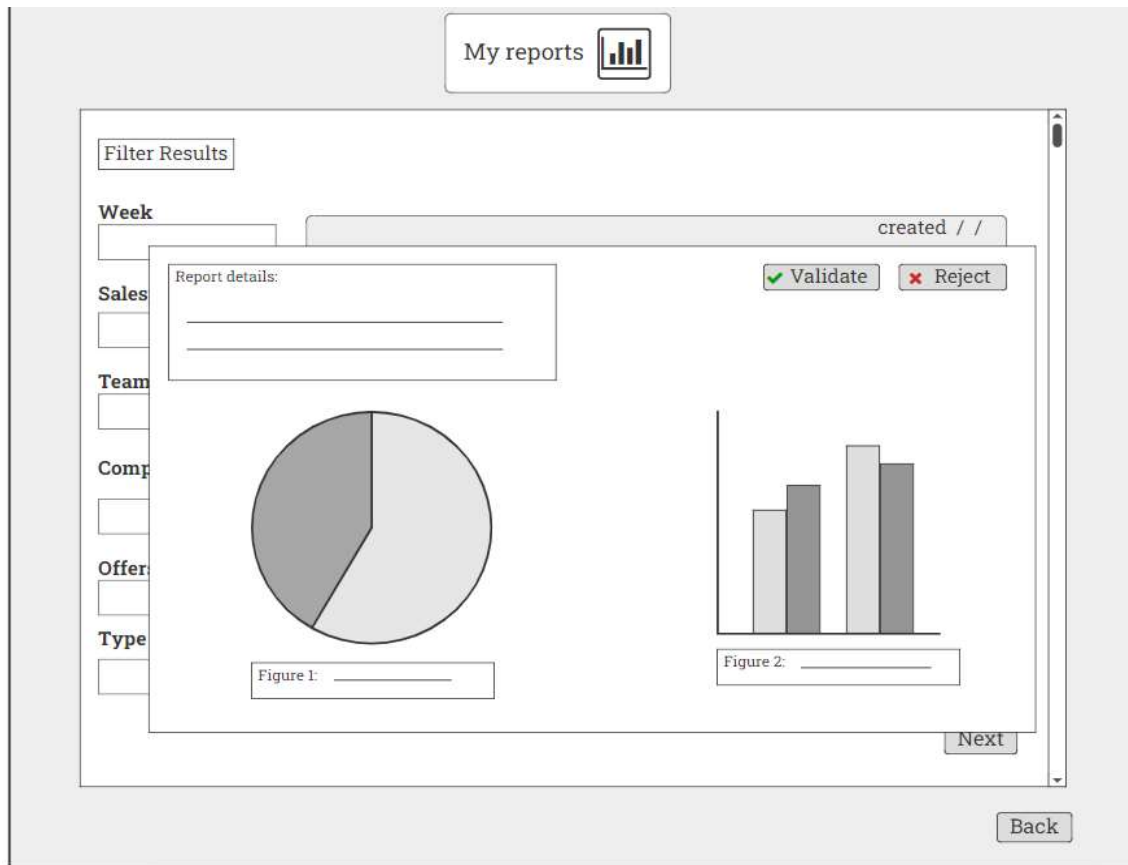 My reports
Filter Results
Week
created / /
Report details:
Validate
Reject
Sales
Team
Comp
Offers
Type
Figure 1:
Figure 2:
Next
Back